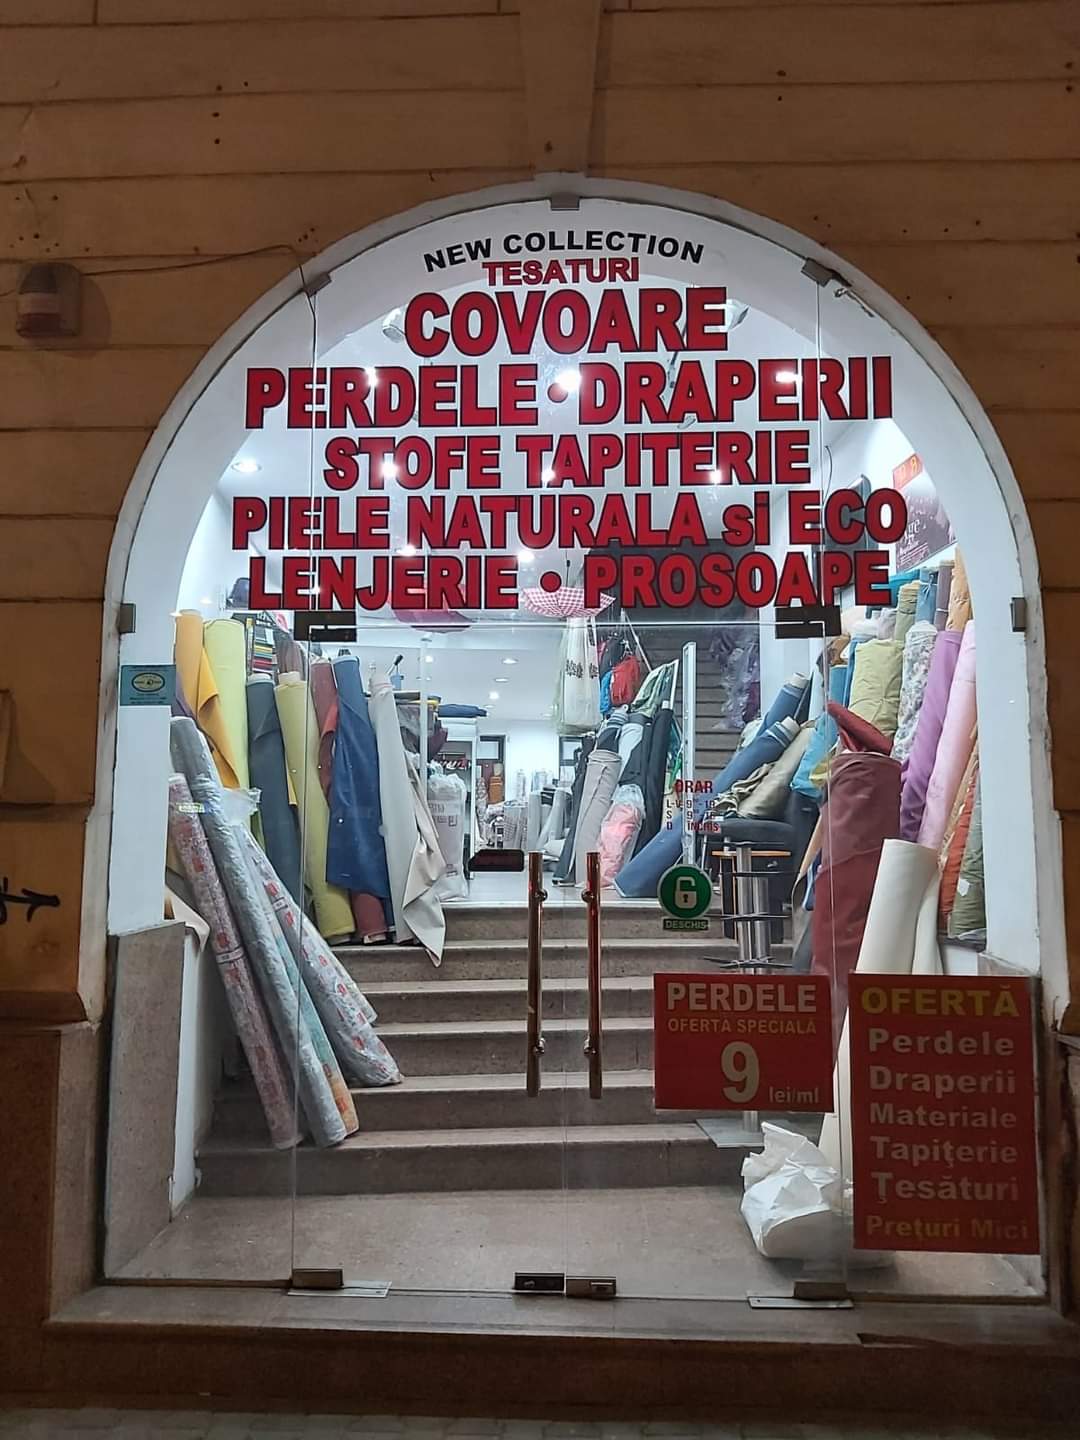 NEW COLLECTION
TESATURI
COVOARE
PERDELE • DRAPERII
STOFE TAPITERIE
PIELE NATURALA si ECO
LENJERIE • PROSOAPE
ORAR
DESCHIS
PERDELE
OFERTĂ SPECIALĂ
9 lei/ml
OFERTĂ
Perdele
Draperii
Materiale
Tapiţerie
Ţesături
Preţuri Mici